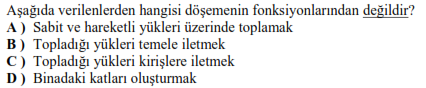 Aşağıda verilenlerden hangisi döşemenin fonksiyonlarından değildir?
A ) Sabit ve hareketli yükleri üzerinde toplamak
B ) Topladığı yükleri temele iletmek
C ) Topladığı yükleri kirişlere iletmek
D ) Binadaki katları oluşturmak